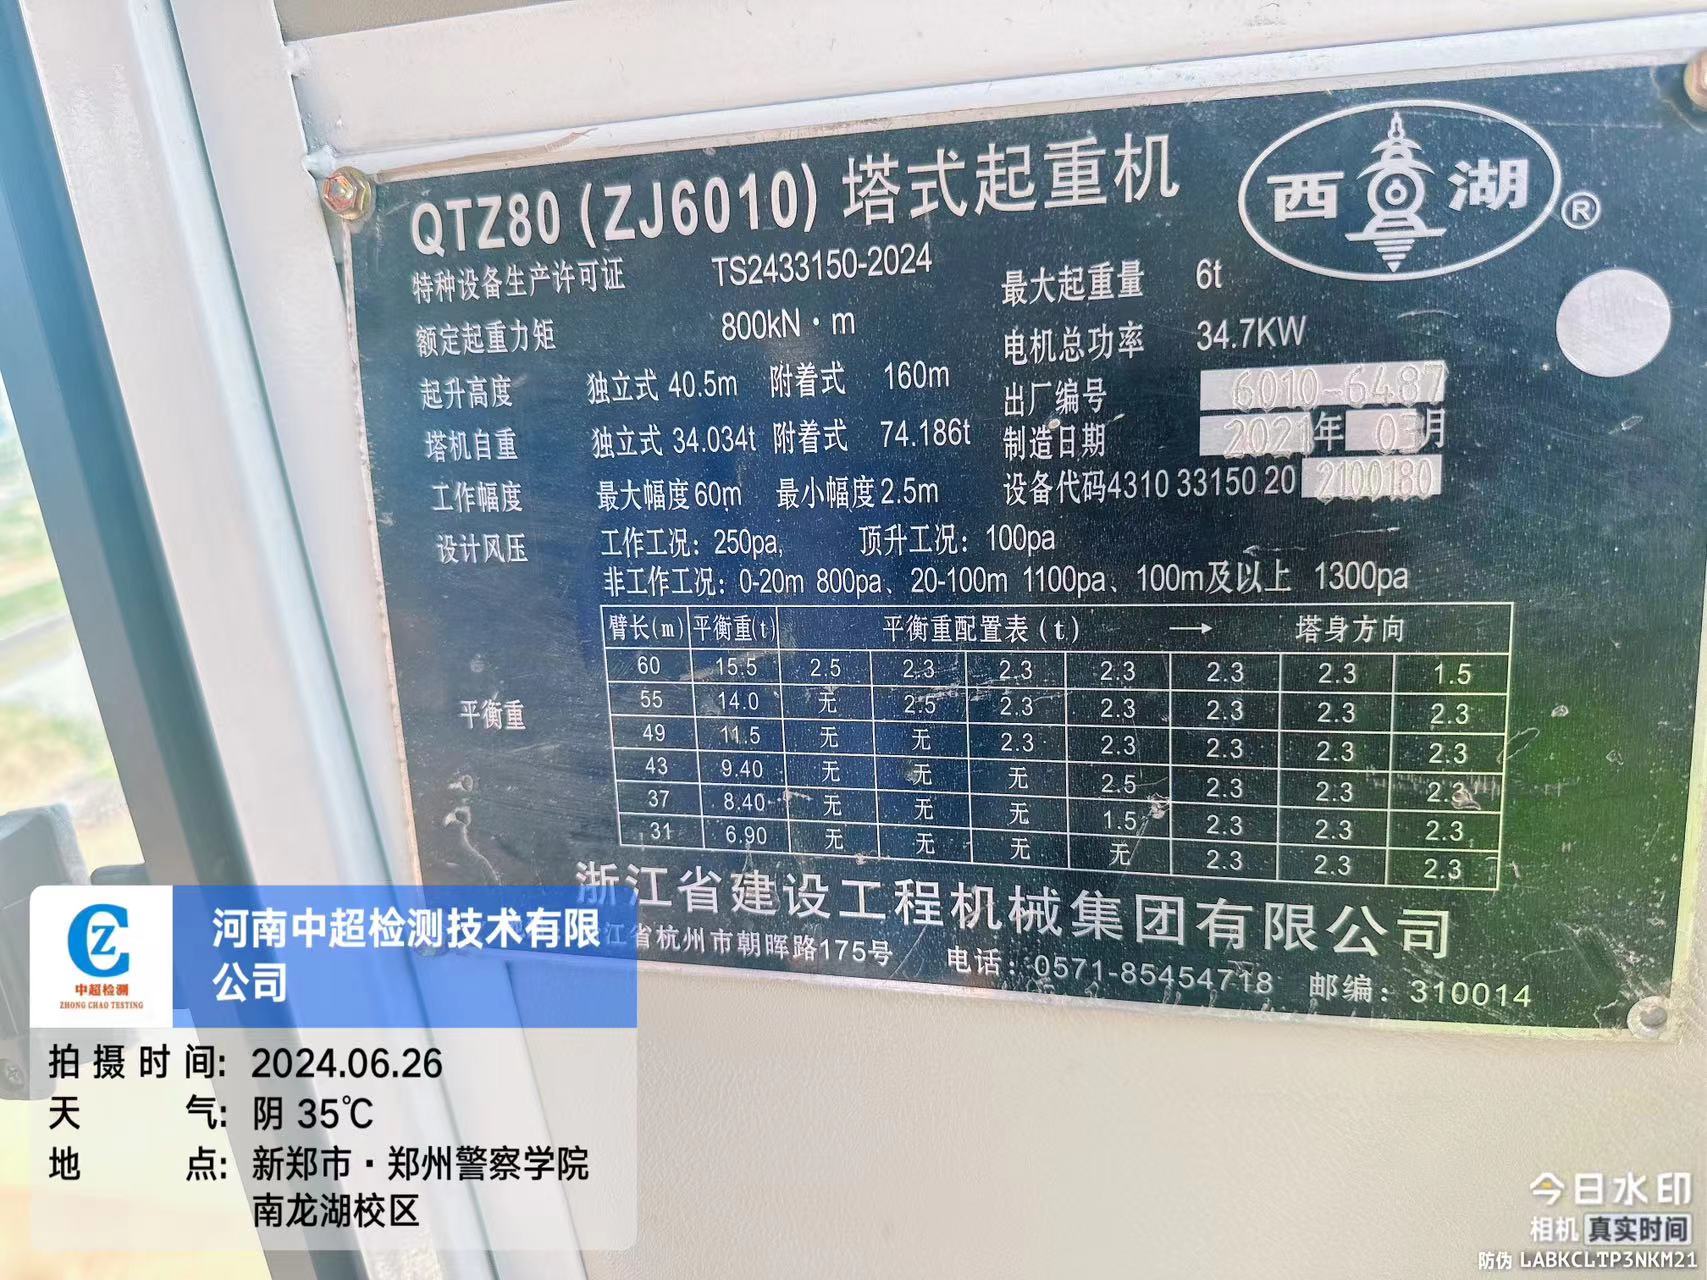 QTZ80 (ZJ6010) 塔式起重机
西湖®
特种设备生产许可证 TS2433150-2024 最大起重量 6t
额定起重力矩 800kN·m 电机总功率 34.7KW
起升高度 独立式 40.5m 附着式 160m 出厂编号 6010-6487
塔机自重 独立式 34.034t 附着式 74.186t 制造日期 2021年 03月
工作幅度 最大幅度60m 最小幅度2.5m 设备代码4310 33150 20 2100180
设计风压 工作工况：250pa, 顶升工况：100pa
非工作工况：0-20m 800pa、20-100m 1100pa、100m及以上 1300pa
平衡重
臂长(m) 平衡重(t) 平衡重配置表(t) → 塔身方向
60 15.5 2.5 2.3 2.3 2.3 2.3 2.3 1.5
55 14.0 无 2.5 2.3 2.3 2.3 2.3 2.3
49 11.5 无 无 2.3 2.3 2.3 2.3 2.3
43 9.40 无 无 无 2.5 2.3 2.3 2.3
37 8.40 无 无 无 1.5 2.3 2.3 2.3
31 6.90 无 无 无 无 2.3 2.3 2.3
浙江省建设工程机械集团有限公司
江省杭州市朝晖路175号 电话：0571-85454718 邮编：310014
CZ
中超检测
ZHONG CHAO TESTING
河南中超检测技术有限
公司
拍摄时间: 2024.06.26
天气: 阴 35℃
地点: 新郑市·郑州警察学院
南龙湖校区
今日水印
相机 真实时间
防伪 LABKCLTP3NKM21